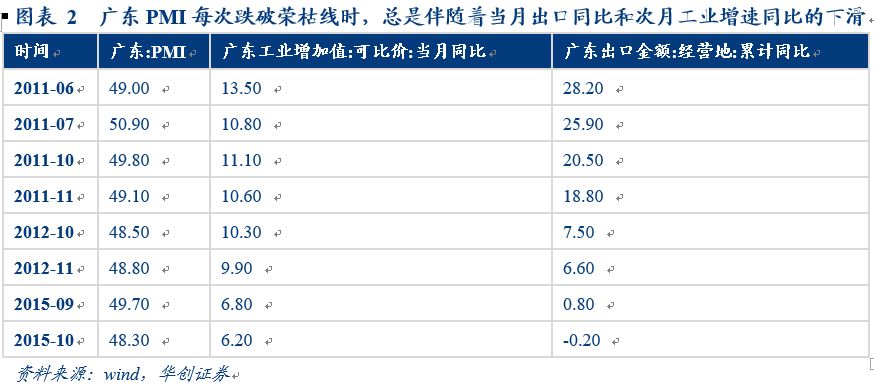 图表 2 广东 PMI 每次跌破荣枯线时，总是伴随着当月出口同比和次月工业增速同比的下滑
时间 广东:PMI 广东工业增加值:可比价:当月同比 广东出口金额:经营地:累计同比
2011-06 49.00 13.50 28.20
2011-07 50.90 10.80 25.90
2011-10 49.80 11.10 20.50
2011-11 49.10 10.60 18.80
2012-10 48.50 10.30 7.50
2012-11 48.80 9.90 6.60
2015-09 49.70 6.80 0.80
2015-10 48.30 6.20 -0.20
资料来源：wind，华创证券